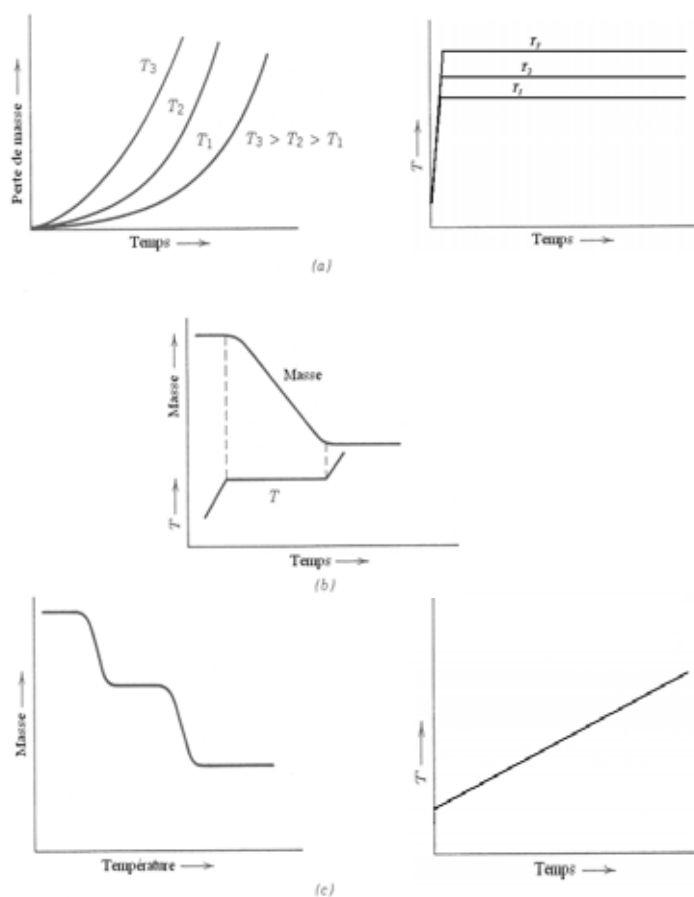 Perte de masse
T3
T2
T1
T3 > T2 > T1
Temps
T
T3
T2
T1
Temps
(a)
Masse
Masse
T
T
Temps
(b)
Masse
Température
T
Temps
(c)